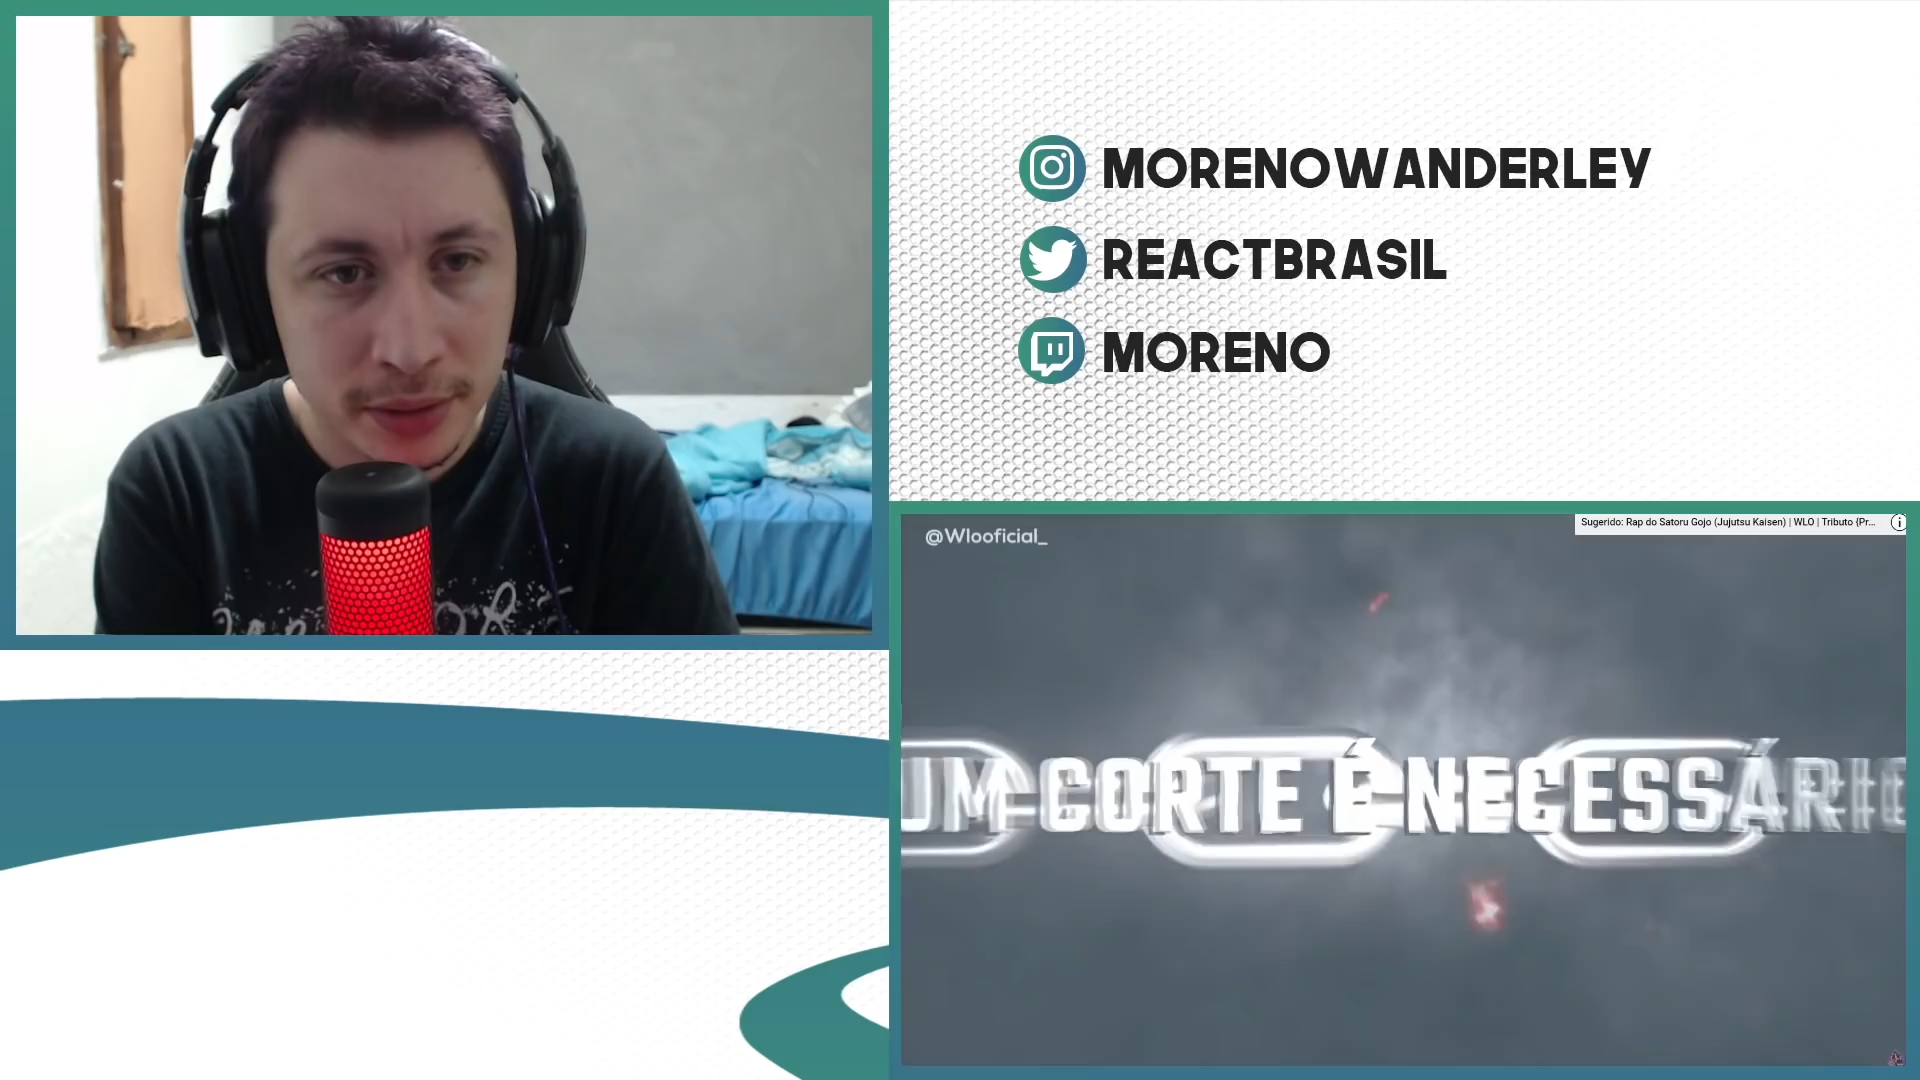 MORENOWANDERLEY
REACTBRASIL
MORENO
Sugerido: Rap do Satoru Gojo (Jujutsu Kaisen) | WLO | Tributo {Pr...
@Wlooficial_
UM CORTE É NECESSÁRIO